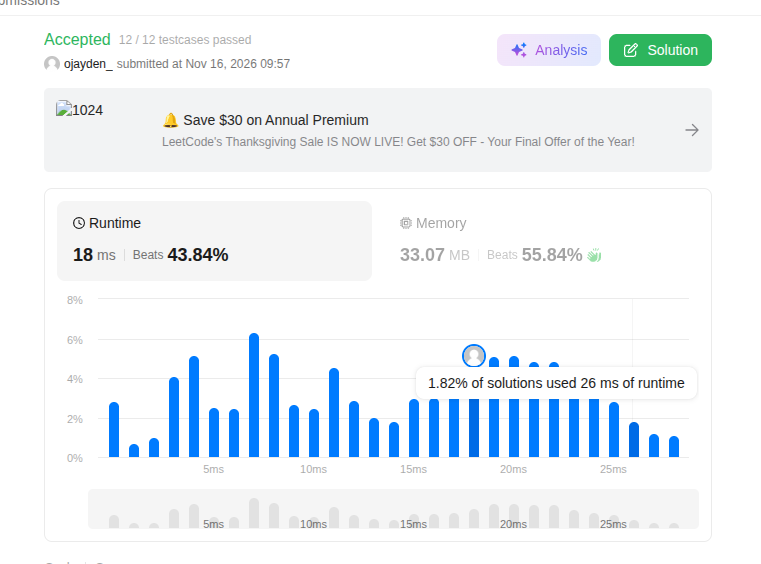 Accepted 12 / 12 testcases passed
ojayden_ submitted at Nov 16, 2026 09:57
Analysis
Solution
1024
🔔 Save $30 on Annual Premium
LeetCode's Thanksgiving Sale IS NOW LIVE! Get $30 OFF - Your Final Offer of the Year!
Runtime
18 ms Beats 43.84%
Memory
33.07 MB Beats 55.84%
8%
6%
4%
2%
0%
1.82% of solutions used 26 ms of runtime
5ms 10ms 15ms 20ms 25ms
5ms 10ms 15ms 20ms 25ms